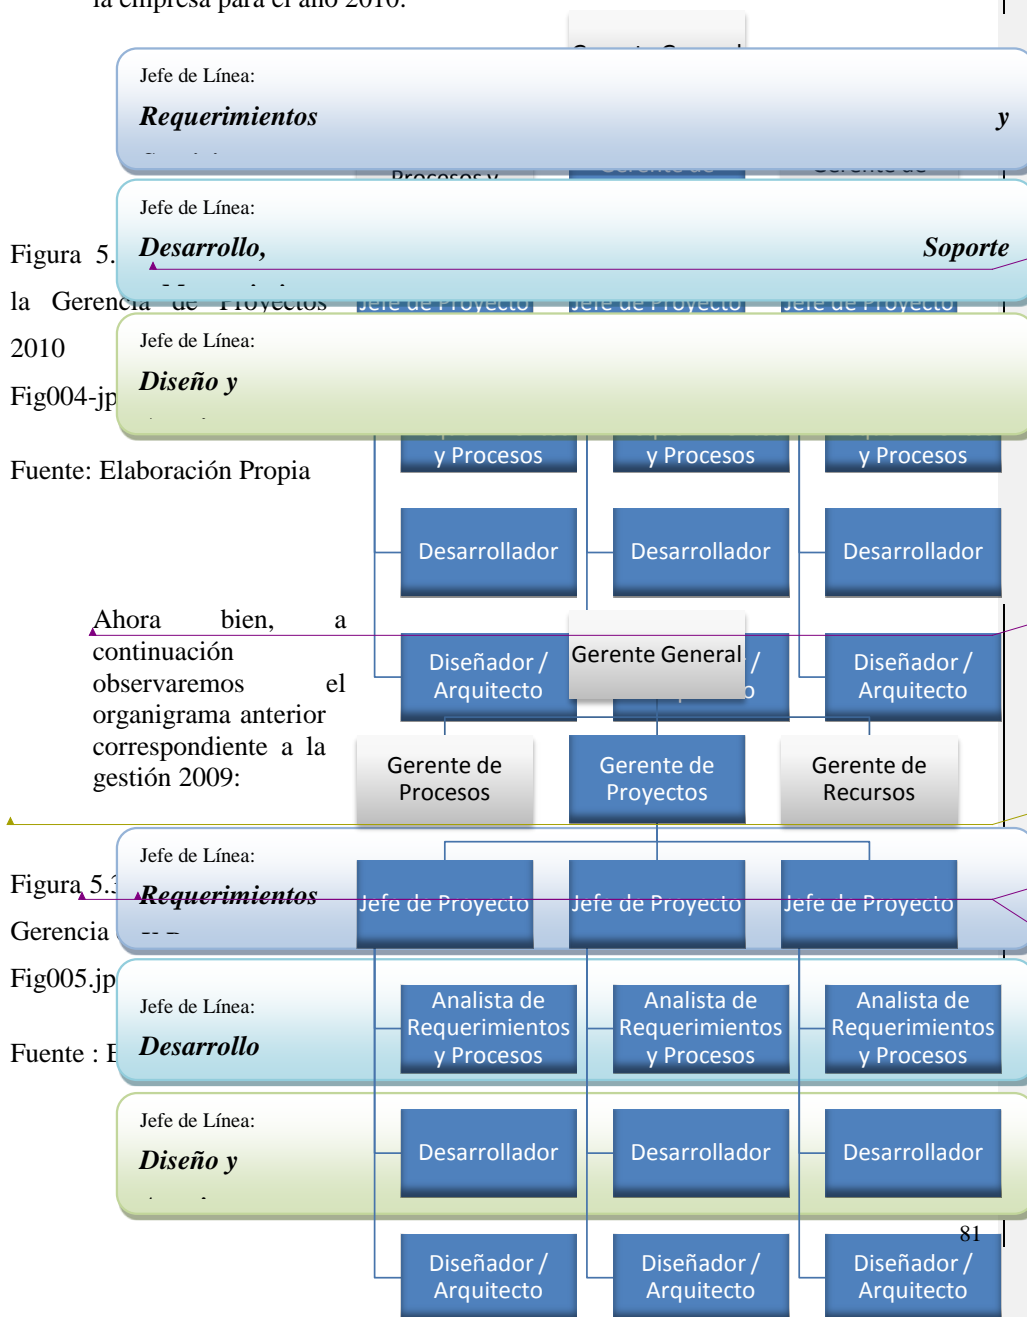 la empresa para el año 2010.
Jefe de Línea:
Requerimientos y
Procesos y
Gerente de
Gerente de
Jefe de Línea:
Desarrollo, Soporte
Figura 5.
la Gerencia de Proyectos
2010
Fig004-jp
Fuente: Elaboración Propia
Jefe de Proyecto
Jefe de Proyecto
Jefe de Proyecto
Jefe de Línea:
Diseño y
y Procesos
y Procesos
y Procesos
Desarrollador
Desarrollador
Desarrollador
Diseñador /
Arquitecto
/
o
Diseñador /
Arquitecto
Ahora bien, a
continuación
observaremos el
organigrama anterior
correspondiente a la
gestión 2009:
Gerente General
Gerente de
Procesos
Gerente de
Proyectos
Gerente de
Recursos
Jefe de Línea:
Requerimientos
Jefe de Proyecto
Jefe de Proyecto
Jefe de Proyecto
Figura 5.3
Gerencia
Fig005.jp
Fuente : E
Jefe de Línea:
Desarrollo
Analista de
Requerimientos
y Procesos
Analista de
Requerimientos
y Procesos
Analista de
Requerimientos
y Procesos
Jefe de Línea:
Diseño y
Desarrollador
Desarrollador
Desarrollador
Diseñador /
Arquitecto
Diseñador /
Arquitecto
Diseñador /
Arquitecto
81